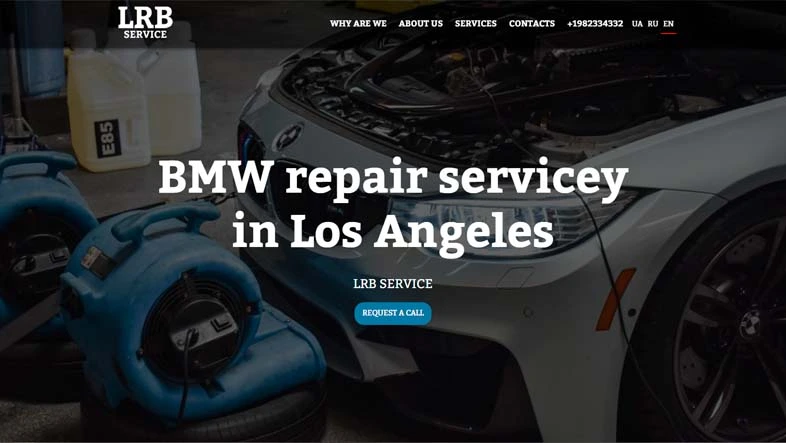 LRB
SERVICE
WHY ARE WE ABOUT US SERVICES CONTACTS +1982334332 UA RU EN
E85
BMW repair servicey
in Los Angeles
LRB SERVICE
REQUEST A CALL